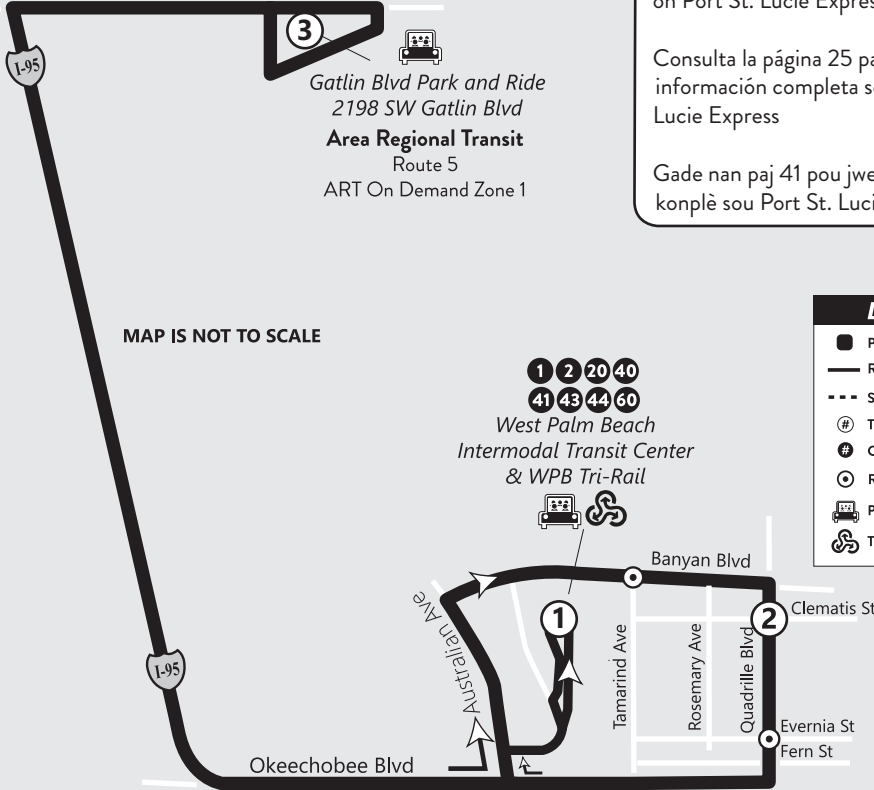 on Port St. Lucie
Consulta la página 25
información completa
Lucie Express
Gade nan paj 41 pou
konplè sou Port St.
I-95
3
Gatlin Blvd Park and Ride
2198 SW Gatlin Blvd
Area Regional Transit
Route 5
ART On Demand Zone 1
MAP IS NOT TO SCALE
1 2 20 40
41 43 44 60
West Palm Beach
Intermodal Transit Center
& WPB Tri-Rail
#
#
Banyan Blvd
Australian Ave
1
2
Clematis St
Tamarind Ave
Rosemary Ave
Quadrille Blvd
I-95
Evernia St
Fern St
Okeechobee Blvd